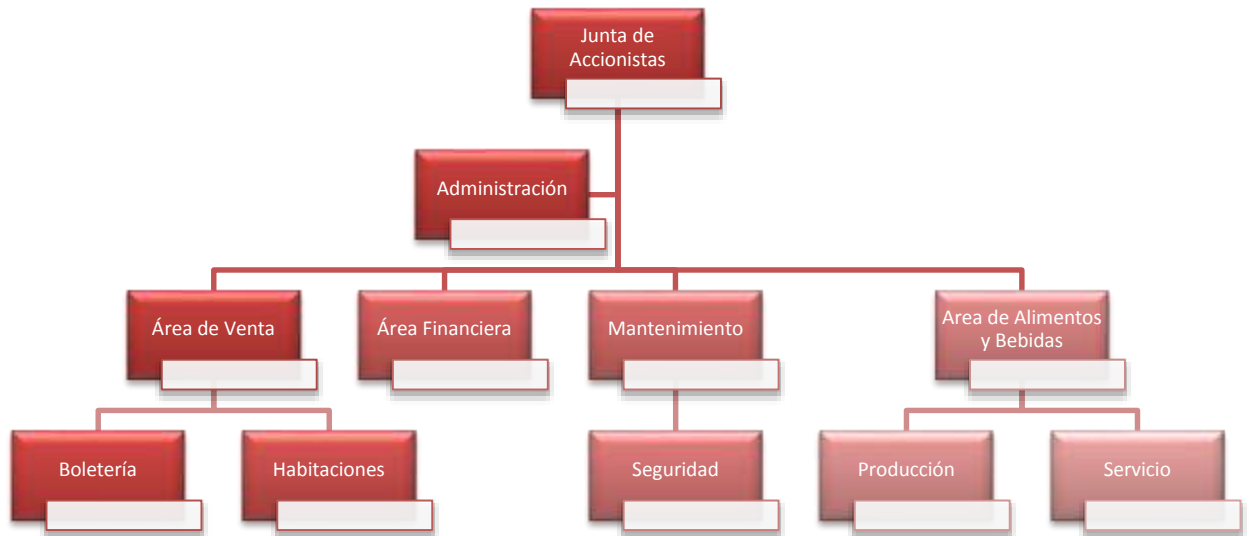 Junta de
Accionistas
Administración
Área de Venta
Área Financiera
Mantenimiento
Area de Alimentos
y Bebidas
Boletería
Habitaciones
Seguridad
Producción
Servicio